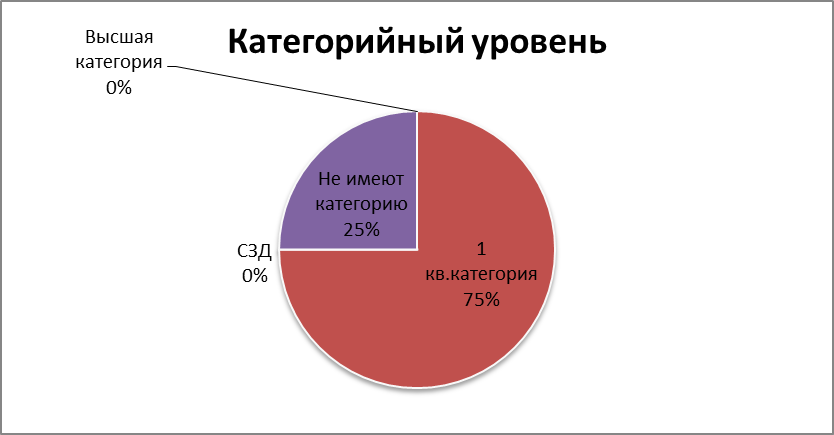 Категорийный уровень
Высшая
категория
0%
Не имеют
категорию
25%
СЗД
0%
1
кв.категория
75%